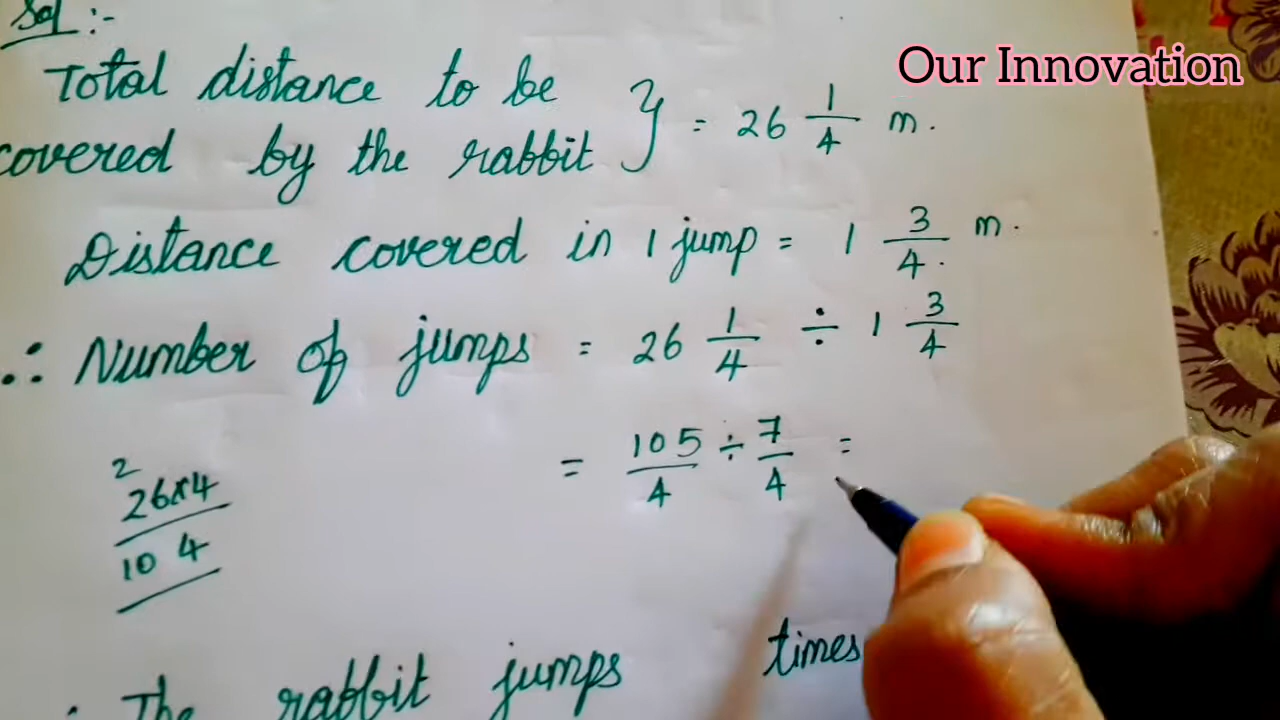 Sol :-
Our Innovation
Total distance to be
covered by the rabbit } = 26 1/4 m.
Distance covered in 1 jump = 1 3/4 m.
∴ Number of jumps = 26 1/4 ÷ 1 3/4
= 105/4 ÷ 7/4 =
2
26x4
104
∴ The rabbit jumps times